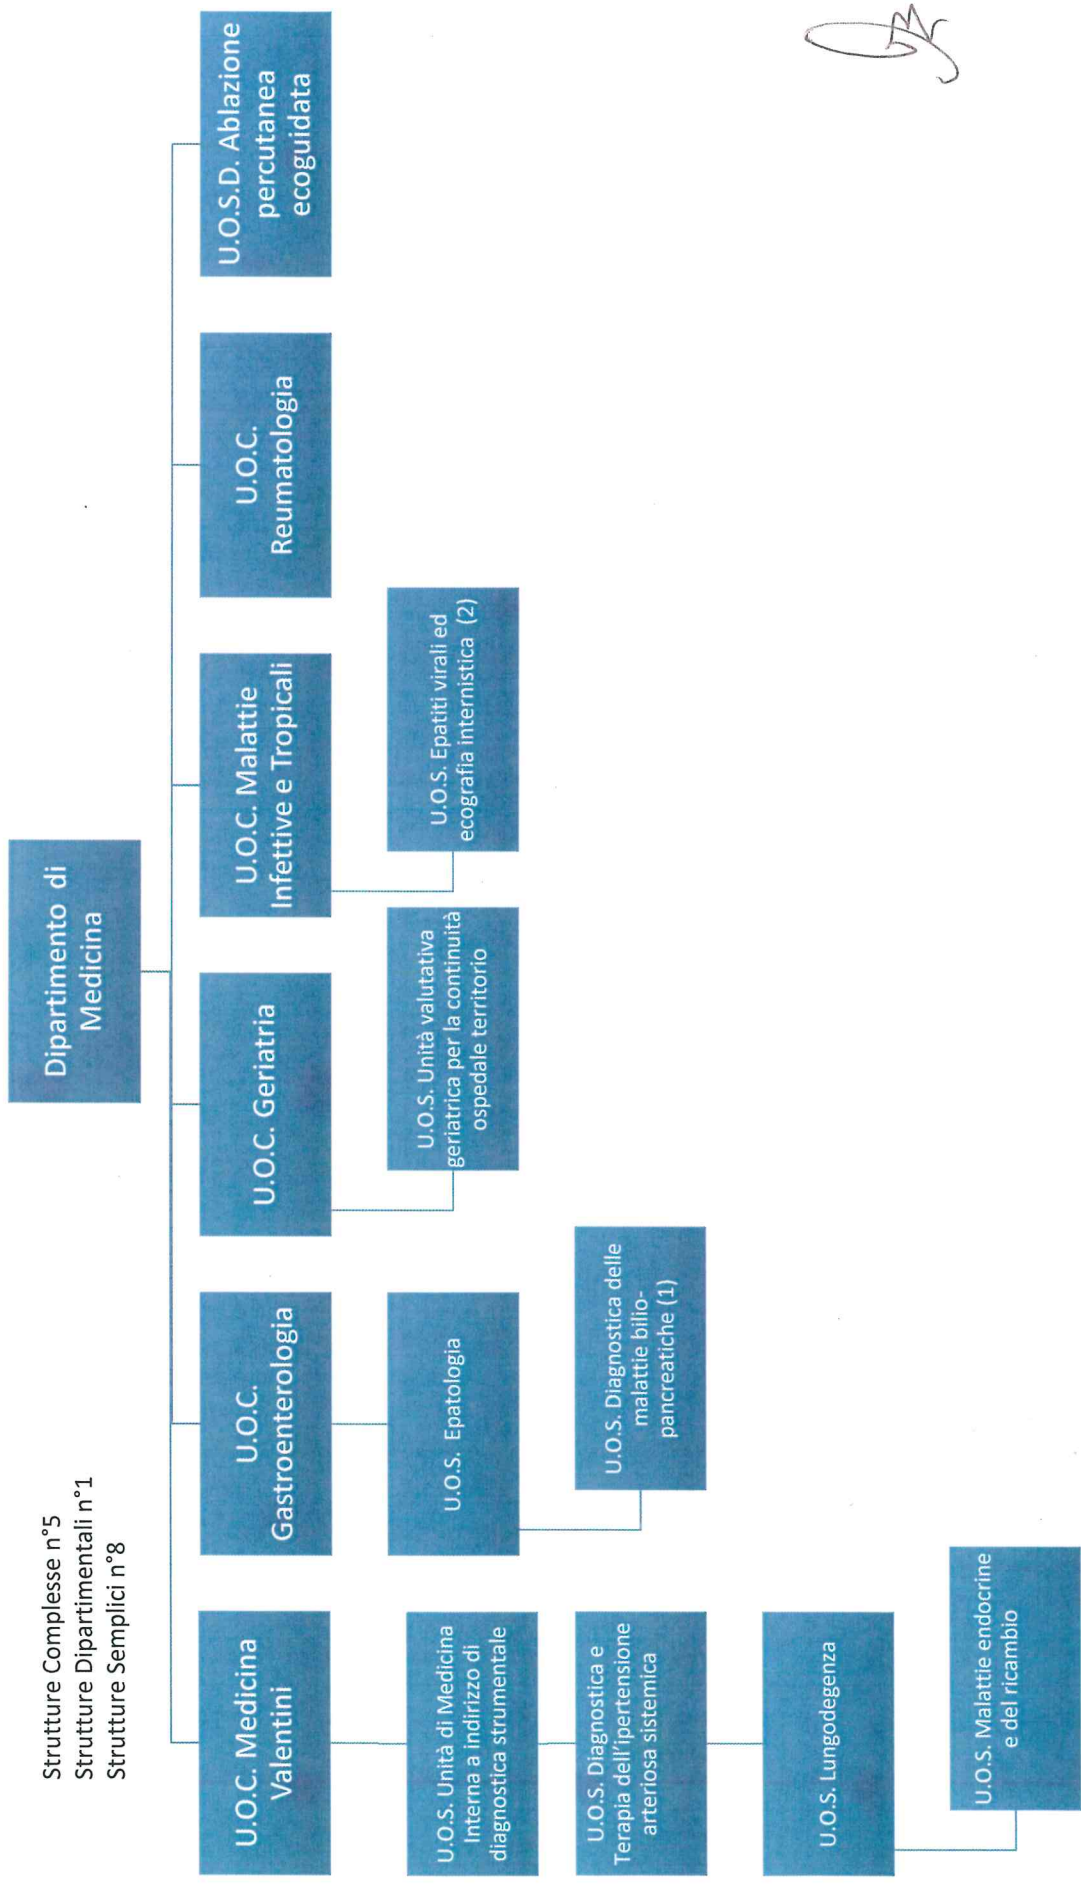 Strutture Complesse n°5
Strutture Dipartimentali n°1
Strutture Semplici n°8
Dipartimento di
Medicina
U.O.C. Medicina
Valentini
U.O.C.
Gastroenterologia
U.O.C. Geriatria
U.O.C. Malattie
Infettive e Tropicali
U.O.C.
Reumatologia
U.O.S.D. Ablazione
percutanea
ecoguidata
U.O.S. Unità di Medicina
Interna a indirizzo di
diagnostica strumentale
U.O.S. Epatologia
U.O.S. Unità valutativa
geriatrica per la continuità
ospedale territorio
U.O.S. Epatiti virali ed
ecografia internistica (2)
U.O.S. Diagnostica e
Terapia dell'ipertensione
arteriosa sistemica
U.O.S. Diagnostica delle
malattie bilio-
pancreatiche (1)
U.O.S. Lungodegenza
U.O.S. Malattie endocrine
e del ricambio